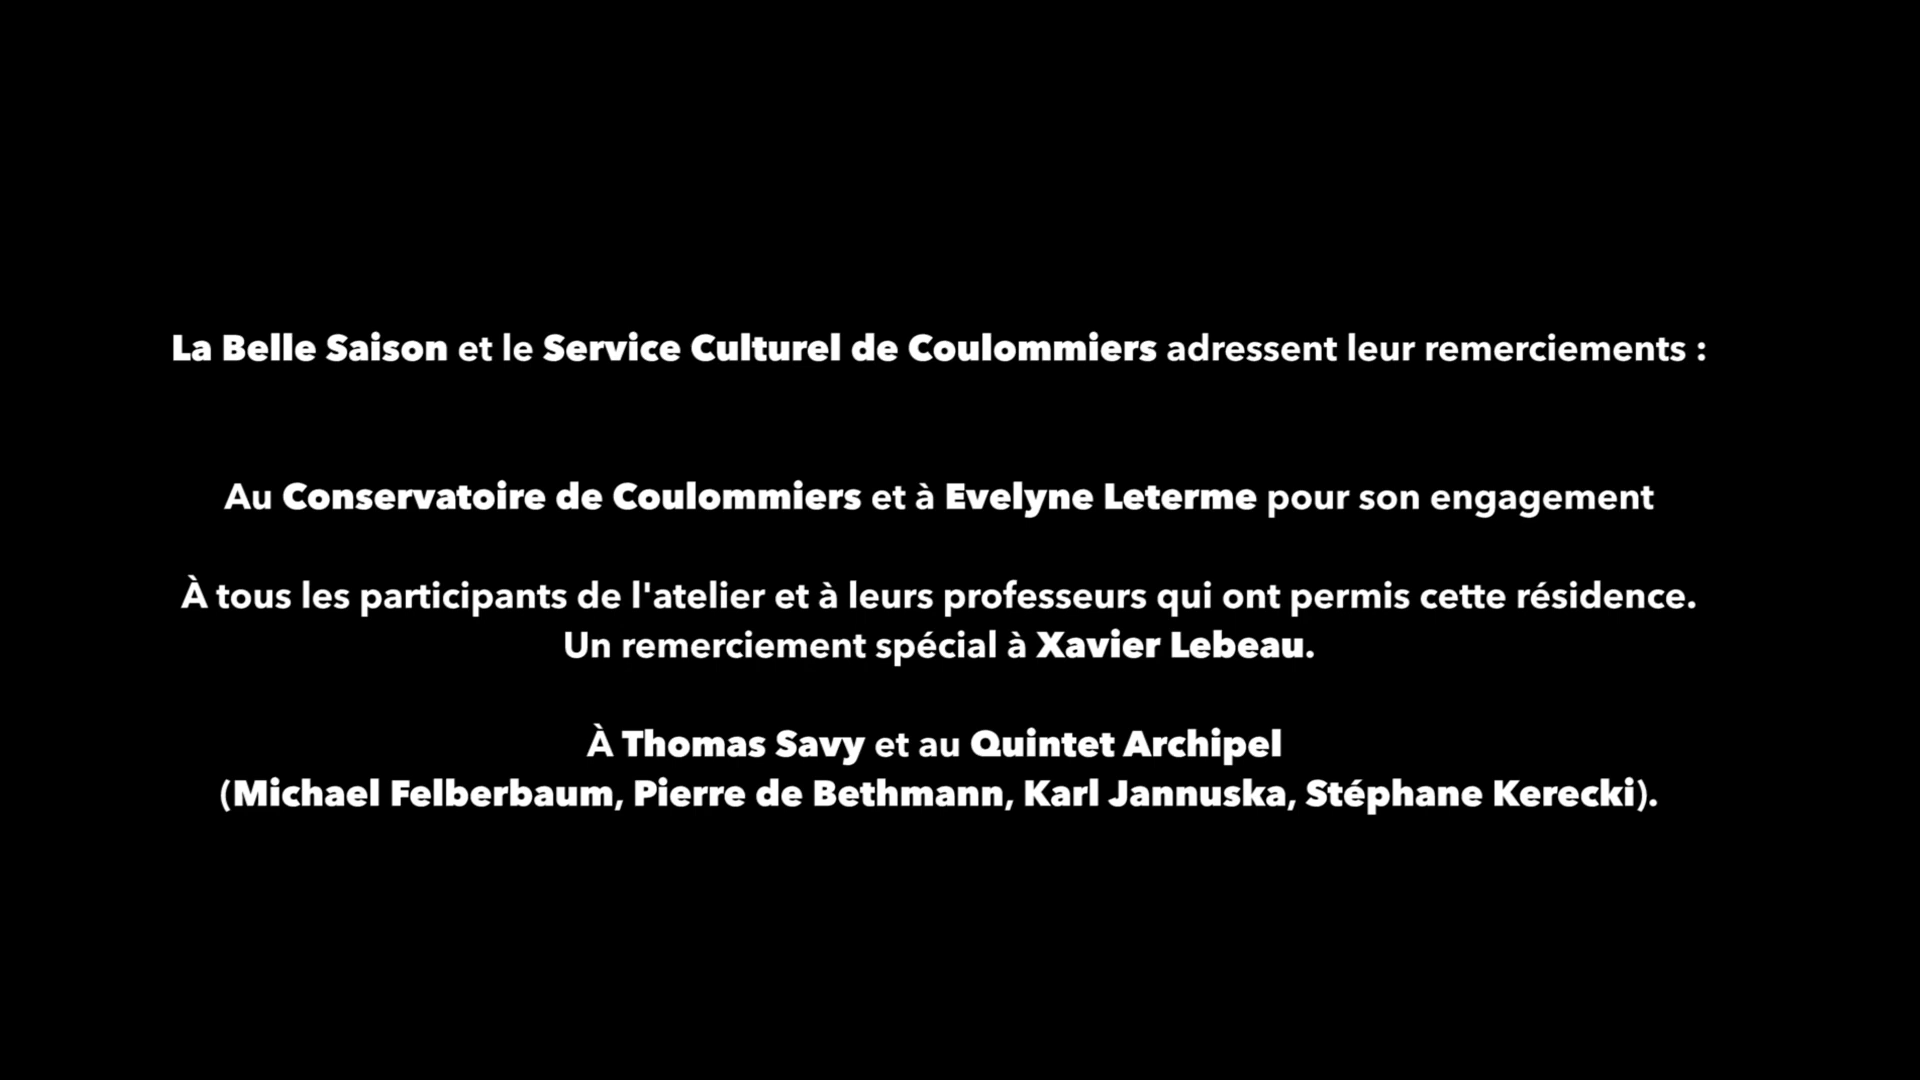 La Belle Saison et le Service Culturel de Coulommiers adressent leur remerciements :
Au Conservatoire de Coulommiers et à Evelyne Leterme pour son engagement
À tous les participants de l'atelier et à leurs professeurs qui ont permis cette résidence.
Un remerciement spécial à Xavier Lebeau.
À Thomas Savy et au Quintet Archipel
(Michael Felberbaum, Pierre de Bethmann, Karl Jannuska, Stéphane Kerecki).